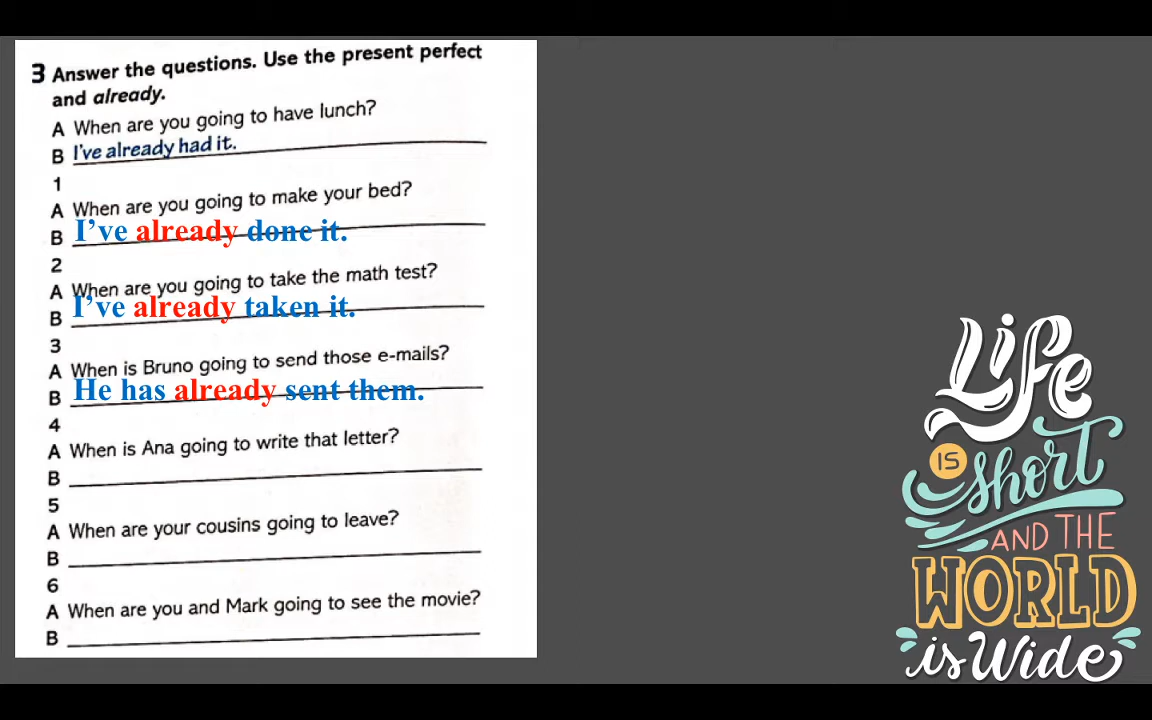 3 Answer the questions. Use the present perfect
and already.
A When are you going to have lunch?
B I've already had it.
1
A When are you going to make your bed?
B I’ve already done it.
2
A When are you going to take the math test?
B I’ve already taken it.
3
A When is Bruno going to send those e-mails?
B He has already sent them.
4
A When is Ana going to write that letter?
B
5
A When are your cousins going to leave?
B
6
A When are you and Mark going to see the movie?
B
Life
IS
short
AND THE
WORLD
is Wide